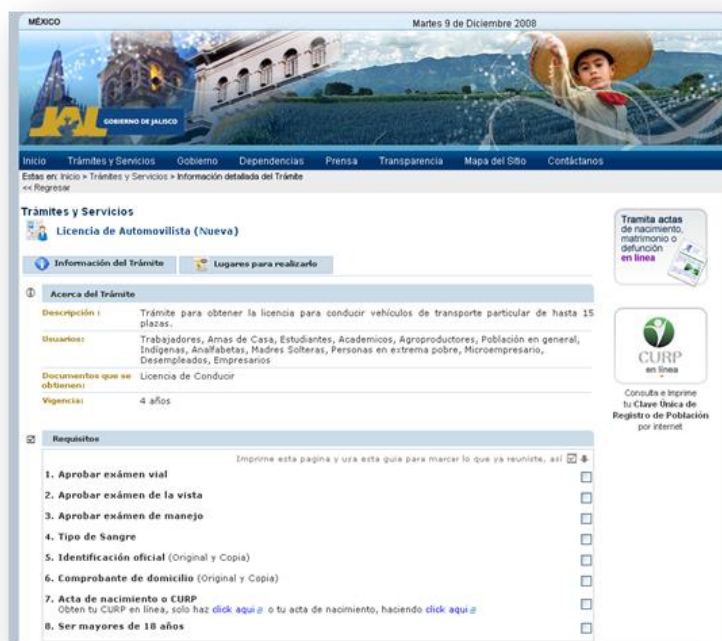 MÉXICO
Martes 9 de Diciembre 2008
JAL GOBIERNO DE JALISCO
Inicio Trámites y Servicios Gobierno Dependencias Prensa Transparencia Mapa del Sitio Contáctanos
Estas en: Inicio > Trámites y Servicios > Información detallada del Trámite
<< Regresar
Trámites y Servicios
Licencia de Automovilista (Nueva)
Información del Trámite Lugares para realizarlo
Acerca del Trámite
Descripción : Trámite para obtener la licencia para conducir vehículos de transporte particular de hasta 15
plazas.
Usuarios: Trabajadores, Amas de Casa, Estudiantes, Academicos, Agroproductores, Población en general,
Indígenas, Analfabetas, Madres Solteras, Personas en extrema pobre, Microempresario,
Desempleados, Empresarios
Documentos que se obtienen: Licencia de Conducir
Vigencia: 4 años
Requisitos
Imprime esta pagina y usa esta guia para marcar lo que ya reuniste, así
1. Aprobar exámen vial
2. Aprobar exámen de la vista
3. Aprobar exámen de manejo
4. Tipo de Sangre
5. Identificación oficial (Original y Copia)
6. Comprobante de domicilio (Original y Copia)
7. Acta de nacimiento o CURP
Obten tu CURP en línea, solo haz click aqui o tu acta de nacimiento, haciendo click aqui
8. Ser mayores de 18 años
Tramita actas
de nacimiento,
matrimonio o
defunción
en linea
CURP
en línea
Consulta e Imprime
tu Clave Única de
Registro de Población
por internet